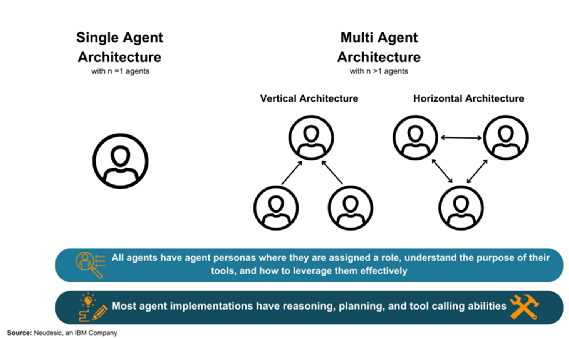 Single Agent
Architecture
with n =1 agents
Multi Agent
Architecture
with n >1 agents
Vertical Architecture
Horizontal Architecture
All agents have agent personas where they are assigned a role, understand the purpose of their
tools, and how to leverage them effectively
Most agent implementations have reasoning, planning, and tool calling abilities
Source: Neudesic, an IBM Company